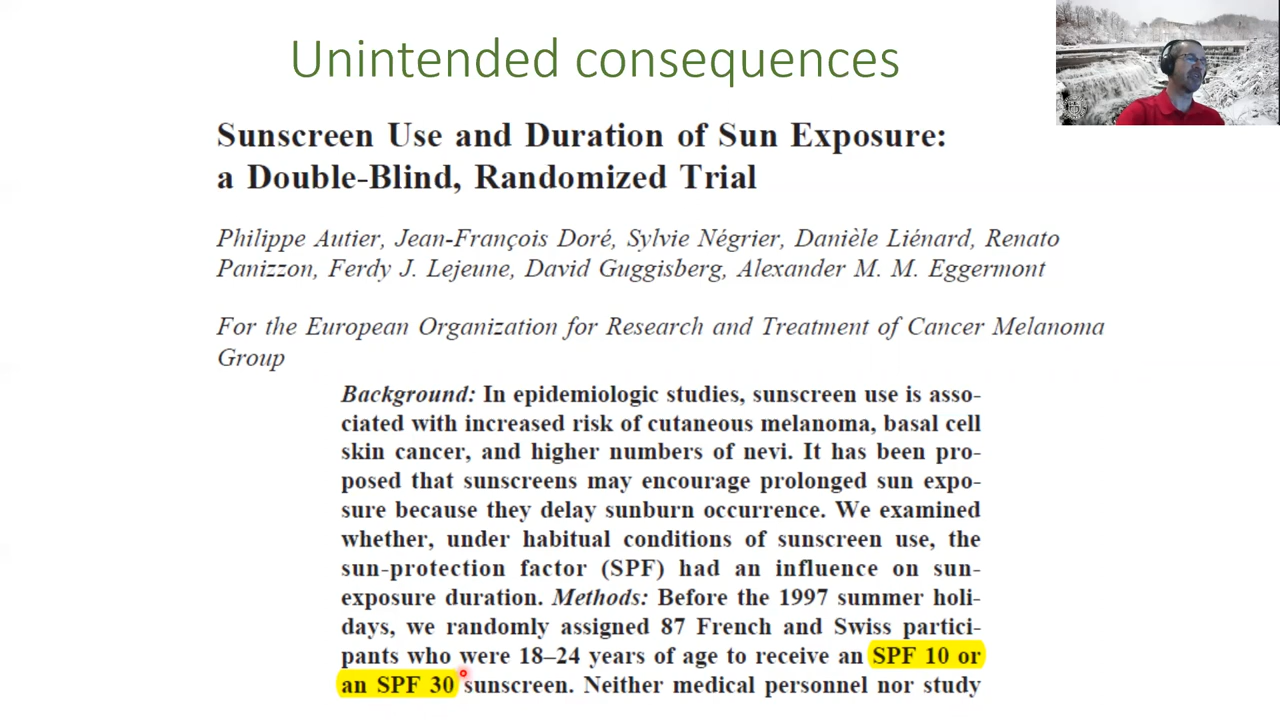 Unintended consequences
Sunscreen Use and Duration of Sun Exposure:
a Double-Blind, Randomized Trial
Philippe Autier, Jean-François Doré, Sylvie Négrier, Danièle Liénard, Renato
Panizzon, Ferdy J. Lejeune, David Guggisberg, Alexander M. M. Eggermont
For the European Organization for Research and Treatment of Cancer Melanoma
Group
Background: In epidemiologic studies, sunscreen use is asso-
ciated with increased risk of cutaneous melanoma, basal cell
skin cancer, and higher numbers of nevi. It has been pro-
posed that sunscreens may encourage prolonged sun expo-
sure because they delay sunburn occurrence. We examined
whether, under habitual conditions of sunscreen use, the
sun-protection factor (SPF) had an influence on sun-
exposure duration. Methods: Before the 1997 summer holi-
days, we randomly assigned 87 French and Swiss partici-
pants who were 18–24 years of age to receive an SPF 10 or
an SPF 30 sunscreen. Neither medical personnel nor study